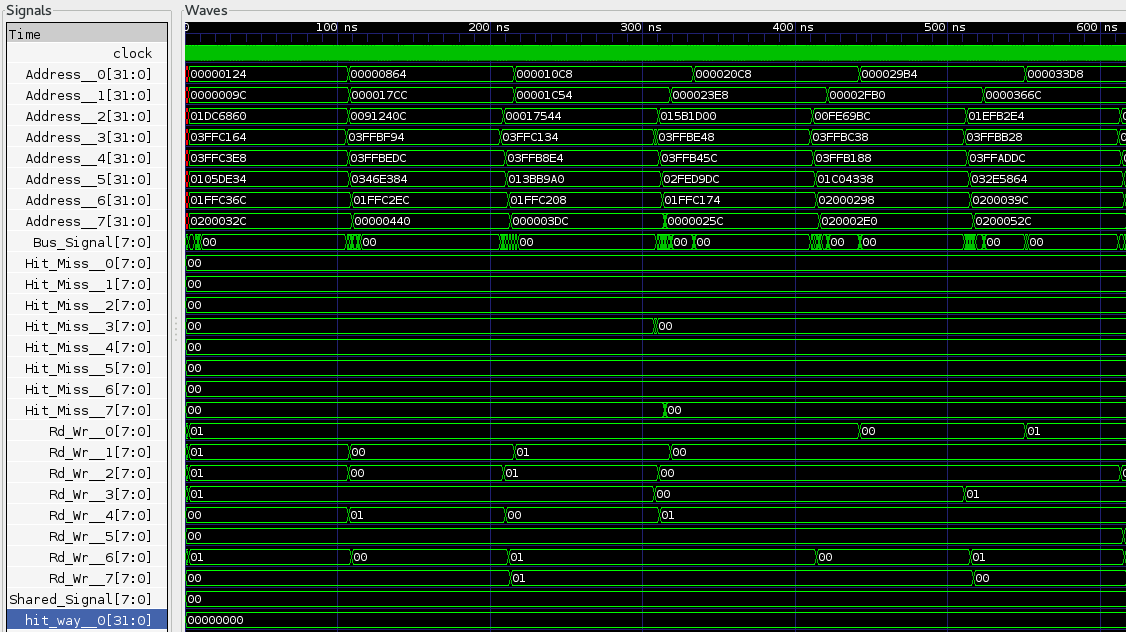 Signals Waves
Time 0 100 ns 200 ns 300 ns 400 ns 500 ns 600 ns
clock
Address__0[31:0] 00000124 00000864 000010C8 000020C8 000029B4 000033D8
Address__1[31:0] 0000009C 000017CC 00001C54 000023E8 00002FB0 0000366C
Address__2[31:0] 01DC6860 0091240C 00017544 015B1D00 00FE69BC 01EFB2E4
Address__3[31:0] 03FFC164 03FFBF94 03FFC134 03FFBE48 03FFBC38 03FFBB28
Address__4[31:0] 03FFC3E8 03FFBEDC 03FFB8E4 03FFB45C 03FFB188 03FFADDC
Address__5[31:0] 0105DE34 0346E384 013BB9A0 02FED9DC 01C04338 032E5864
Address__6[31:0] 01FFC36C 01FFC2EC 01FFC208 01FFC174 02000298 0200039C
Address__7[31:0] 0200032C 00000440 000003DC 0000025C 020002E0 0200052C
Bus_Signal[7:0] 00 00 00 00 00 00 00 00 00
Hit_Miss__0[7:0] 00
Hit_Miss__1[7:0] 00
Hit_Miss__2[7:0] 00
Hit_Miss__3[7:0] 00 00
Hit_Miss__4[7:0] 00
Hit_Miss__5[7:0] 00
Hit_Miss__6[7:0] 00
Hit_Miss__7[7:0] 00 00
Rd_Wr__0[7:0] 01 00 01
Rd_Wr__1[7:0] 01 00 01 00
Rd_Wr__2[7:0] 01 00 01 00
Rd_Wr__3[7:0] 01 00 01
Rd_Wr__4[7:0] 00 01 00 01
Rd_Wr__5[7:0] 00
Rd_Wr__6[7:0] 01 00 01 00 01
Rd_Wr__7[7:0] 00 01 00
Shared_Signal[7:0] 00
hit_way__0[31:0] 00000000